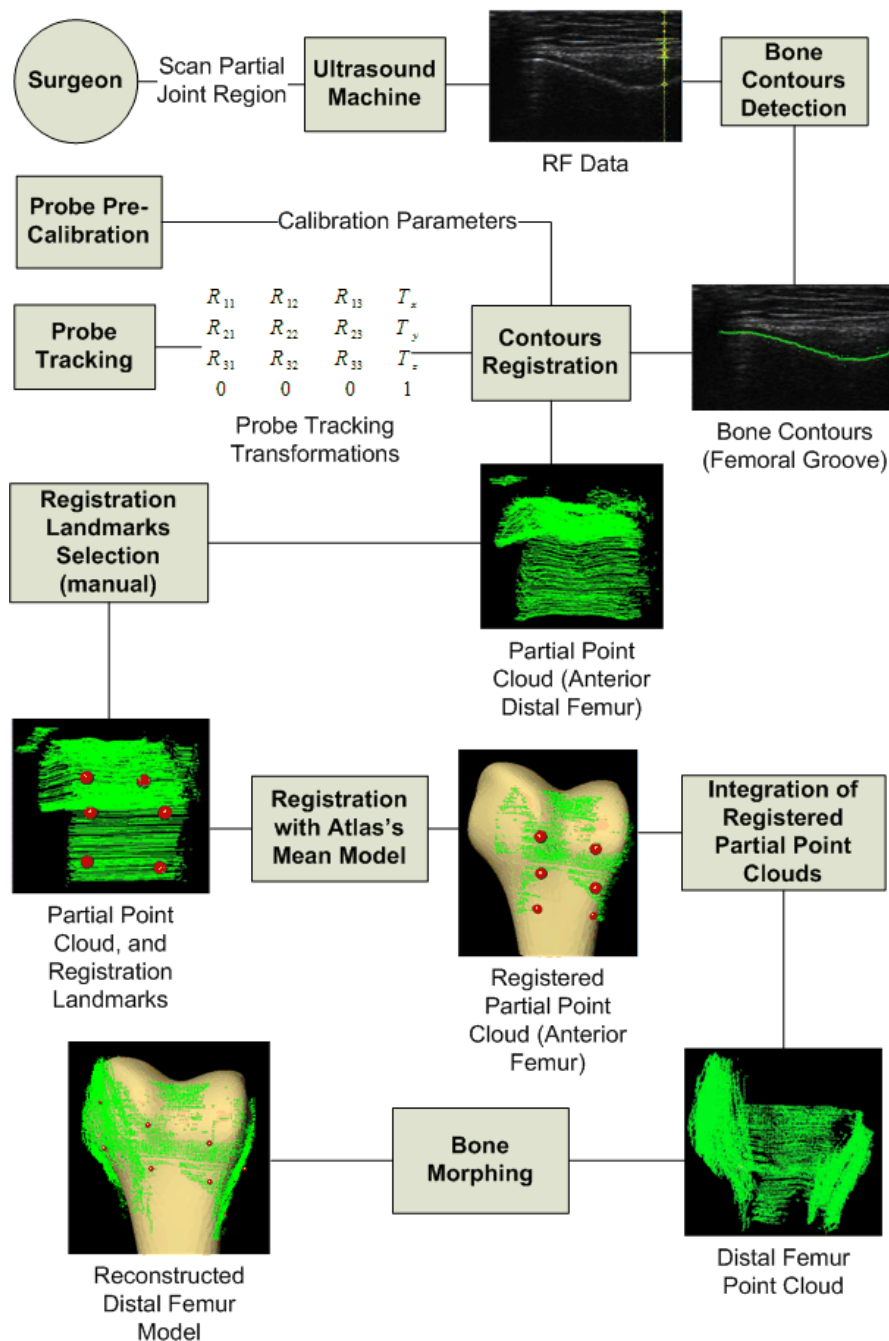 Surgeon
Scan Partial
Joint Region
Ultrasound
Machine
RF Data
Bone
Contours
Detection
Probe Pre-
Calibration
Calibration Parameters
Probe
Tracking
R11 R12 R13 Tx
R21 R22 R23 Ty
R31 R32 R33 Tz
0 0 0 1
Probe Tracking
Transformations
Contours
Registration
Bone Contours
(Femoral Groove)
Registration
Landmarks
Selection
(manual)
Partial Point
Cloud (Anterior
Distal Femur)
Partial Point
Cloud, and
Registration
Landmarks
Registration
with Atlas's
Mean Model
Registered
Partial Point
Cloud (Anterior
Femur)
Integration of
Registered
Partial Point
Clouds
Reconstructed
Distal Femur
Model
Bone
Morphing
Distal Femur
Point Cloud